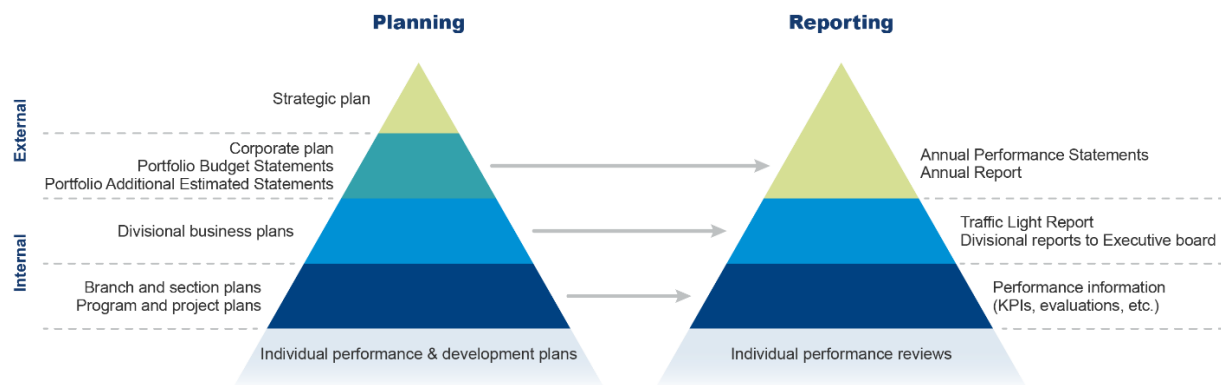 Planning
Reporting
External
Strategic plan
Corporate plan
Portfolio Budget Statements
Portfolio Additional Estimated Statements
Annual Performance Statements
Annual Report
Internal
Divisional business plans
Traffic Light Report
Divisional reports to Executive board
Branch and section plans
Program and project plans
Performance information
(KPIs, evaluations, etc.)
Individual performance & development plans
Individual performance reviews